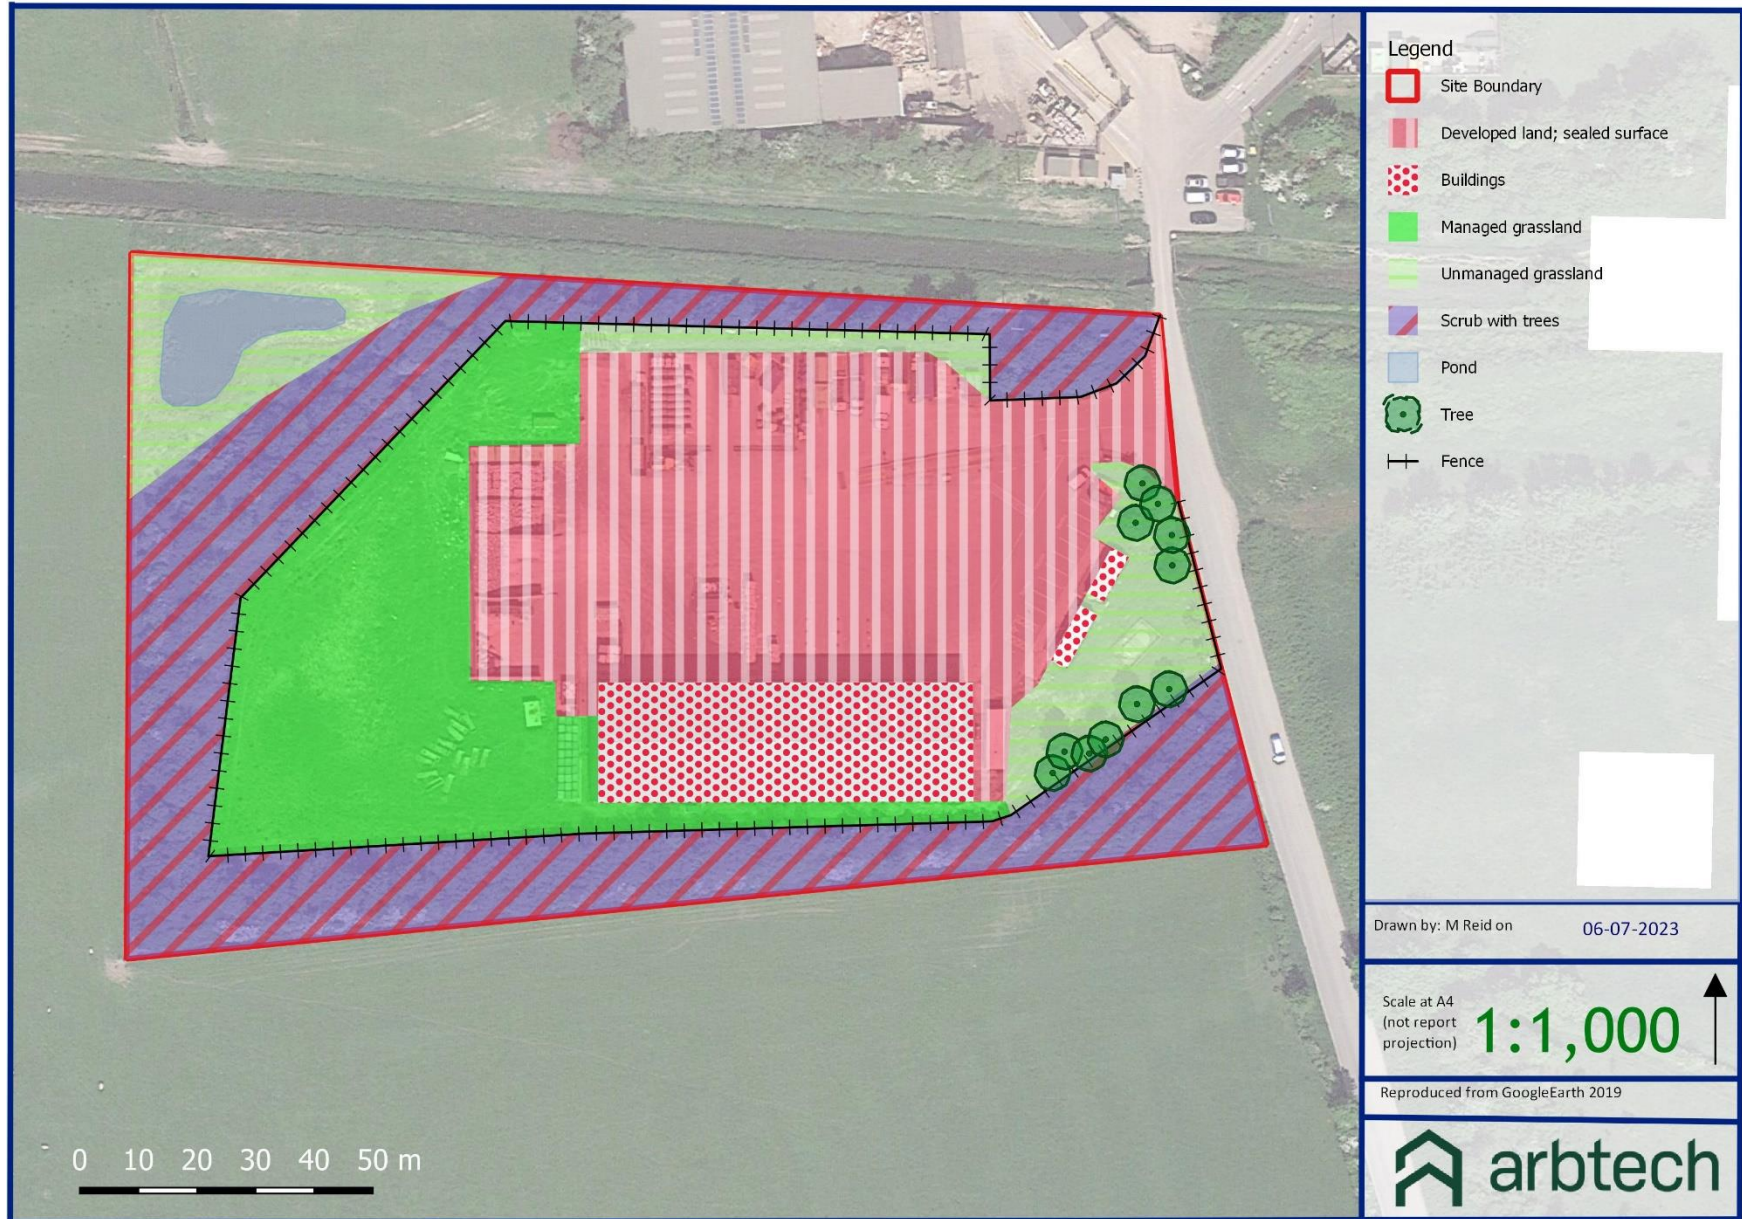 Legend
Site Boundary
Developed land; sealed surface
Buildings
Managed grassland
Unmanaged grassland
Scrub with trees
Pond
Tree
Fence
Drawn by: M Reid on 06-07-2023
Scale at A4
(not report
projection)
1:1,000
Reproduced from GoogleEarth 2019
arbtech
0 10 20 30 40 50 m